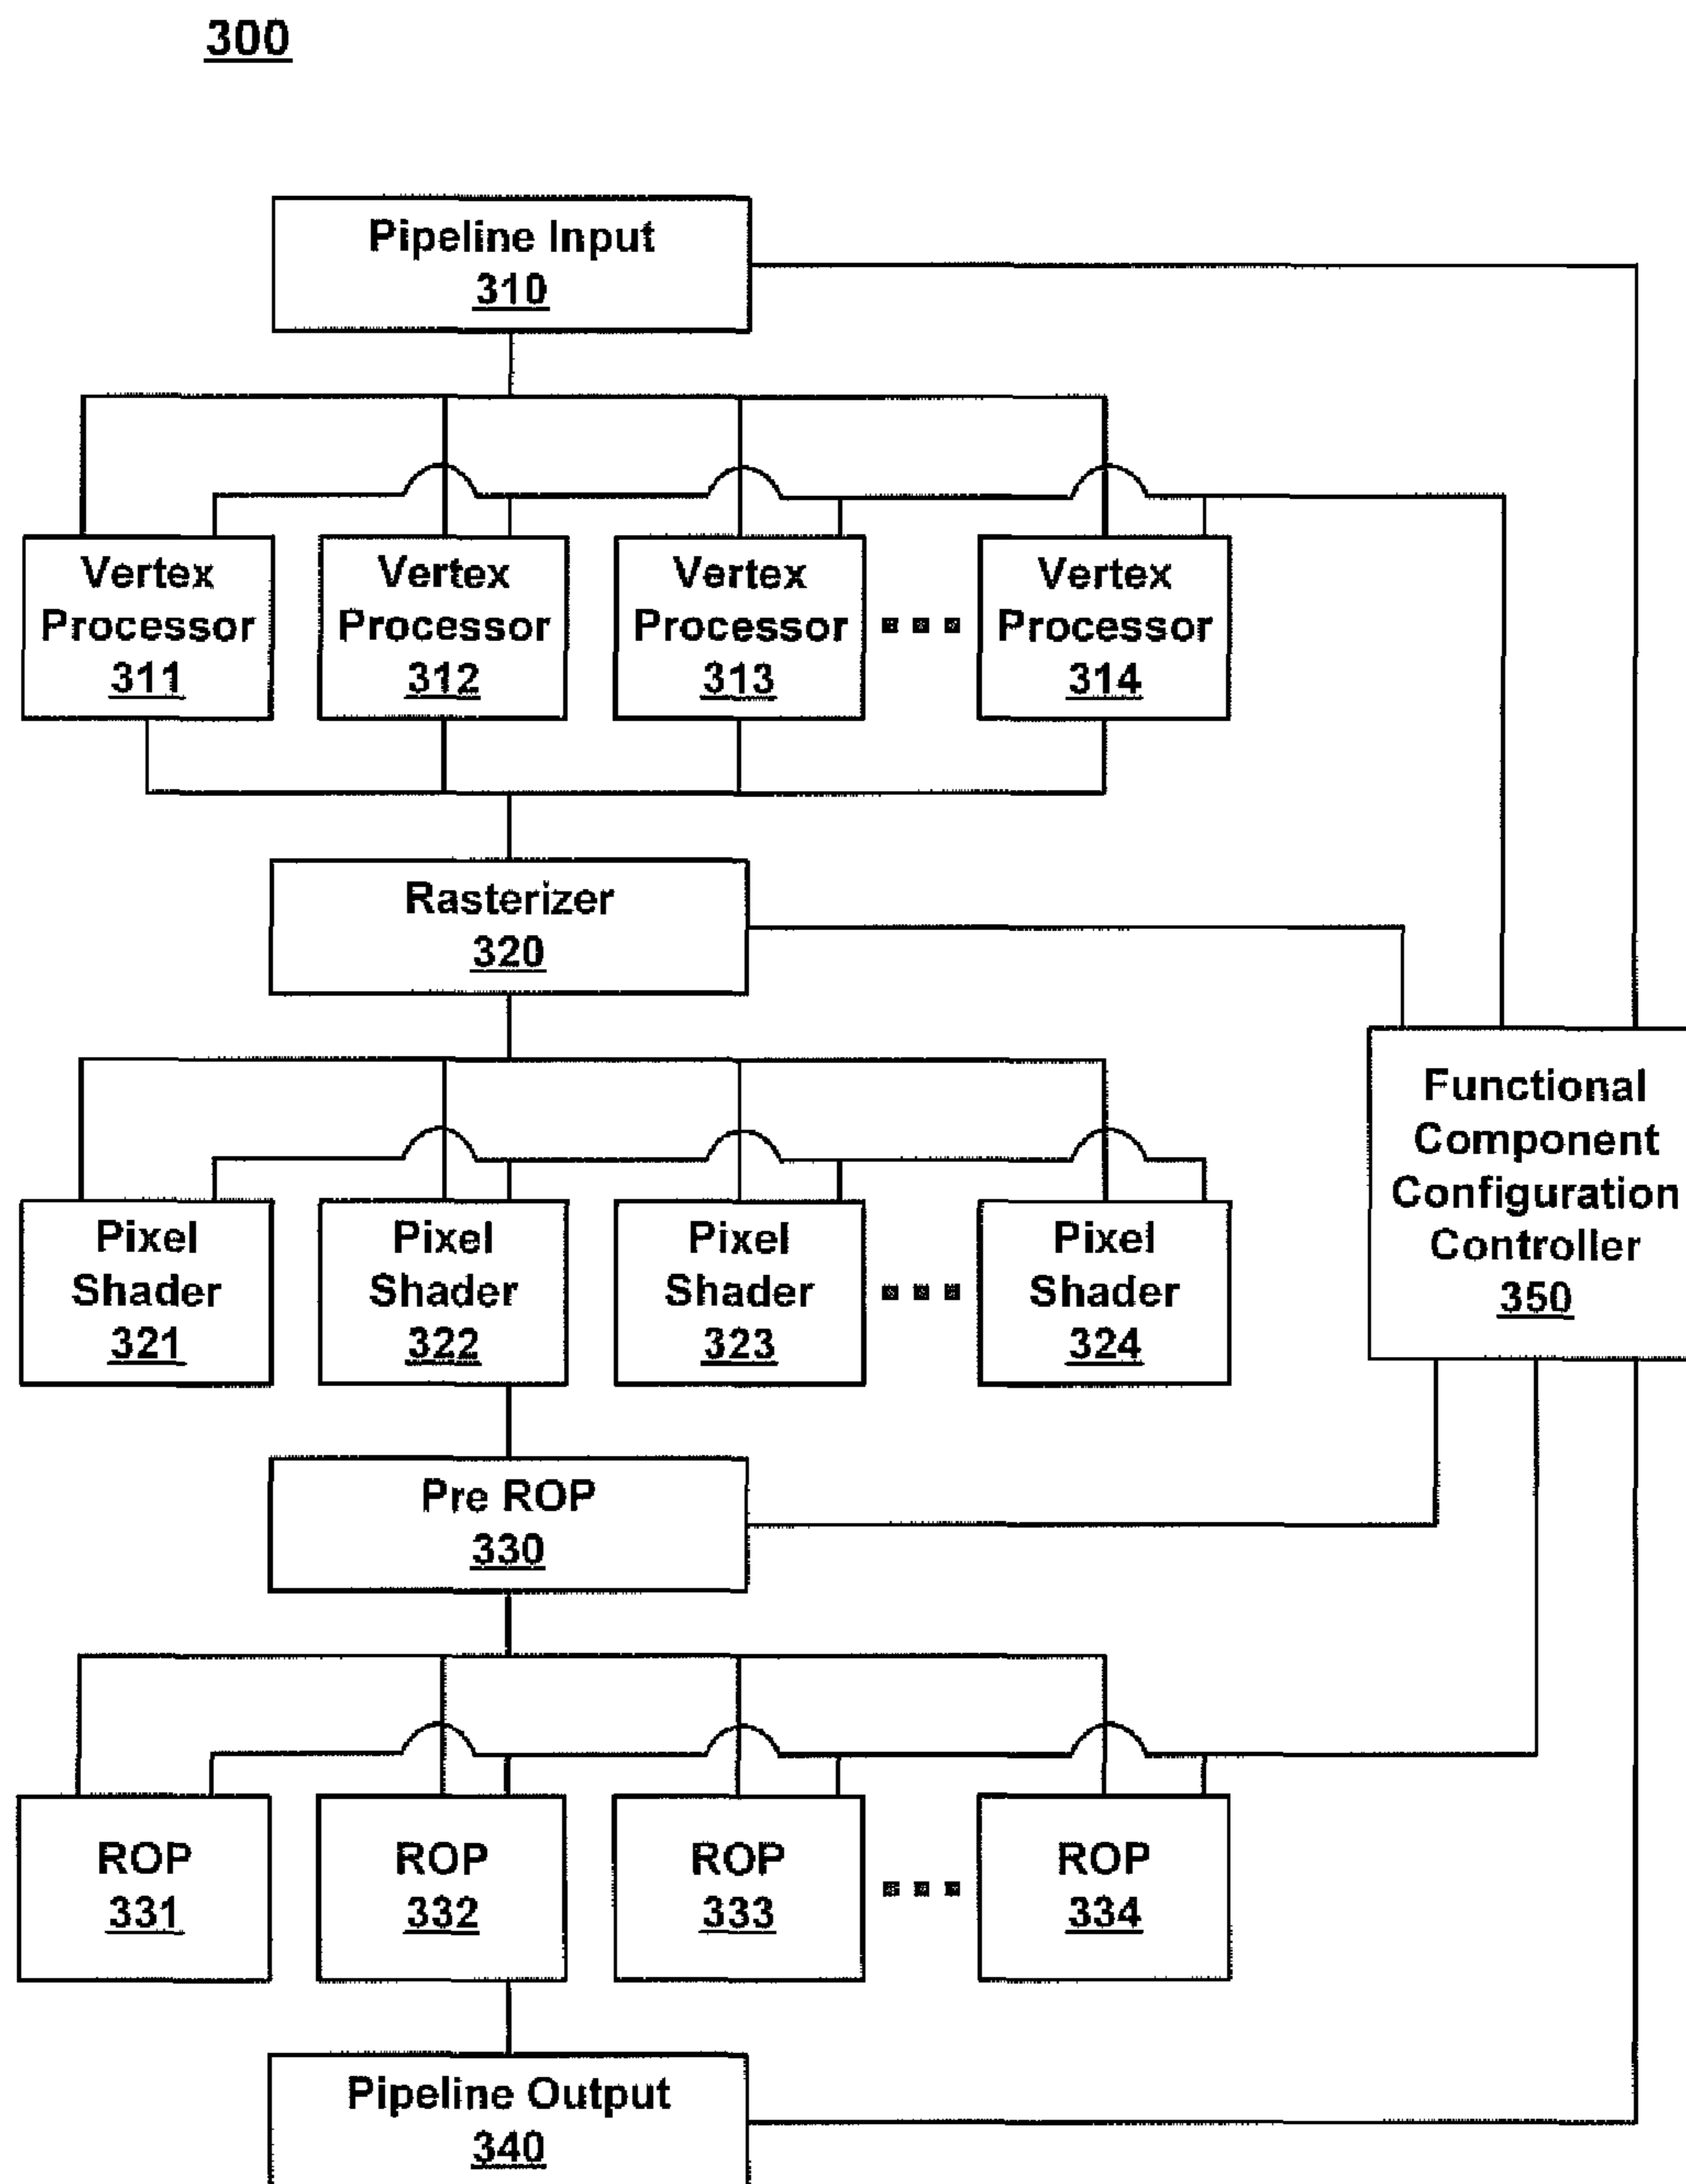 300
Pipeline Input
310
Vertex
Processor
311
Vertex
Processor
312
Vertex
Processor
313
Vertex
Processor
314
Rasterizer
320
Functional
Component
Configuration
Controller
350
Pixel
Shader
321
Pixel
Shader
322
Pixel
Shader
323
Pixel
Shader
324
Pre ROP
330
ROP
331
ROP
332
ROP
333
ROP
334
Pipeline Output
340